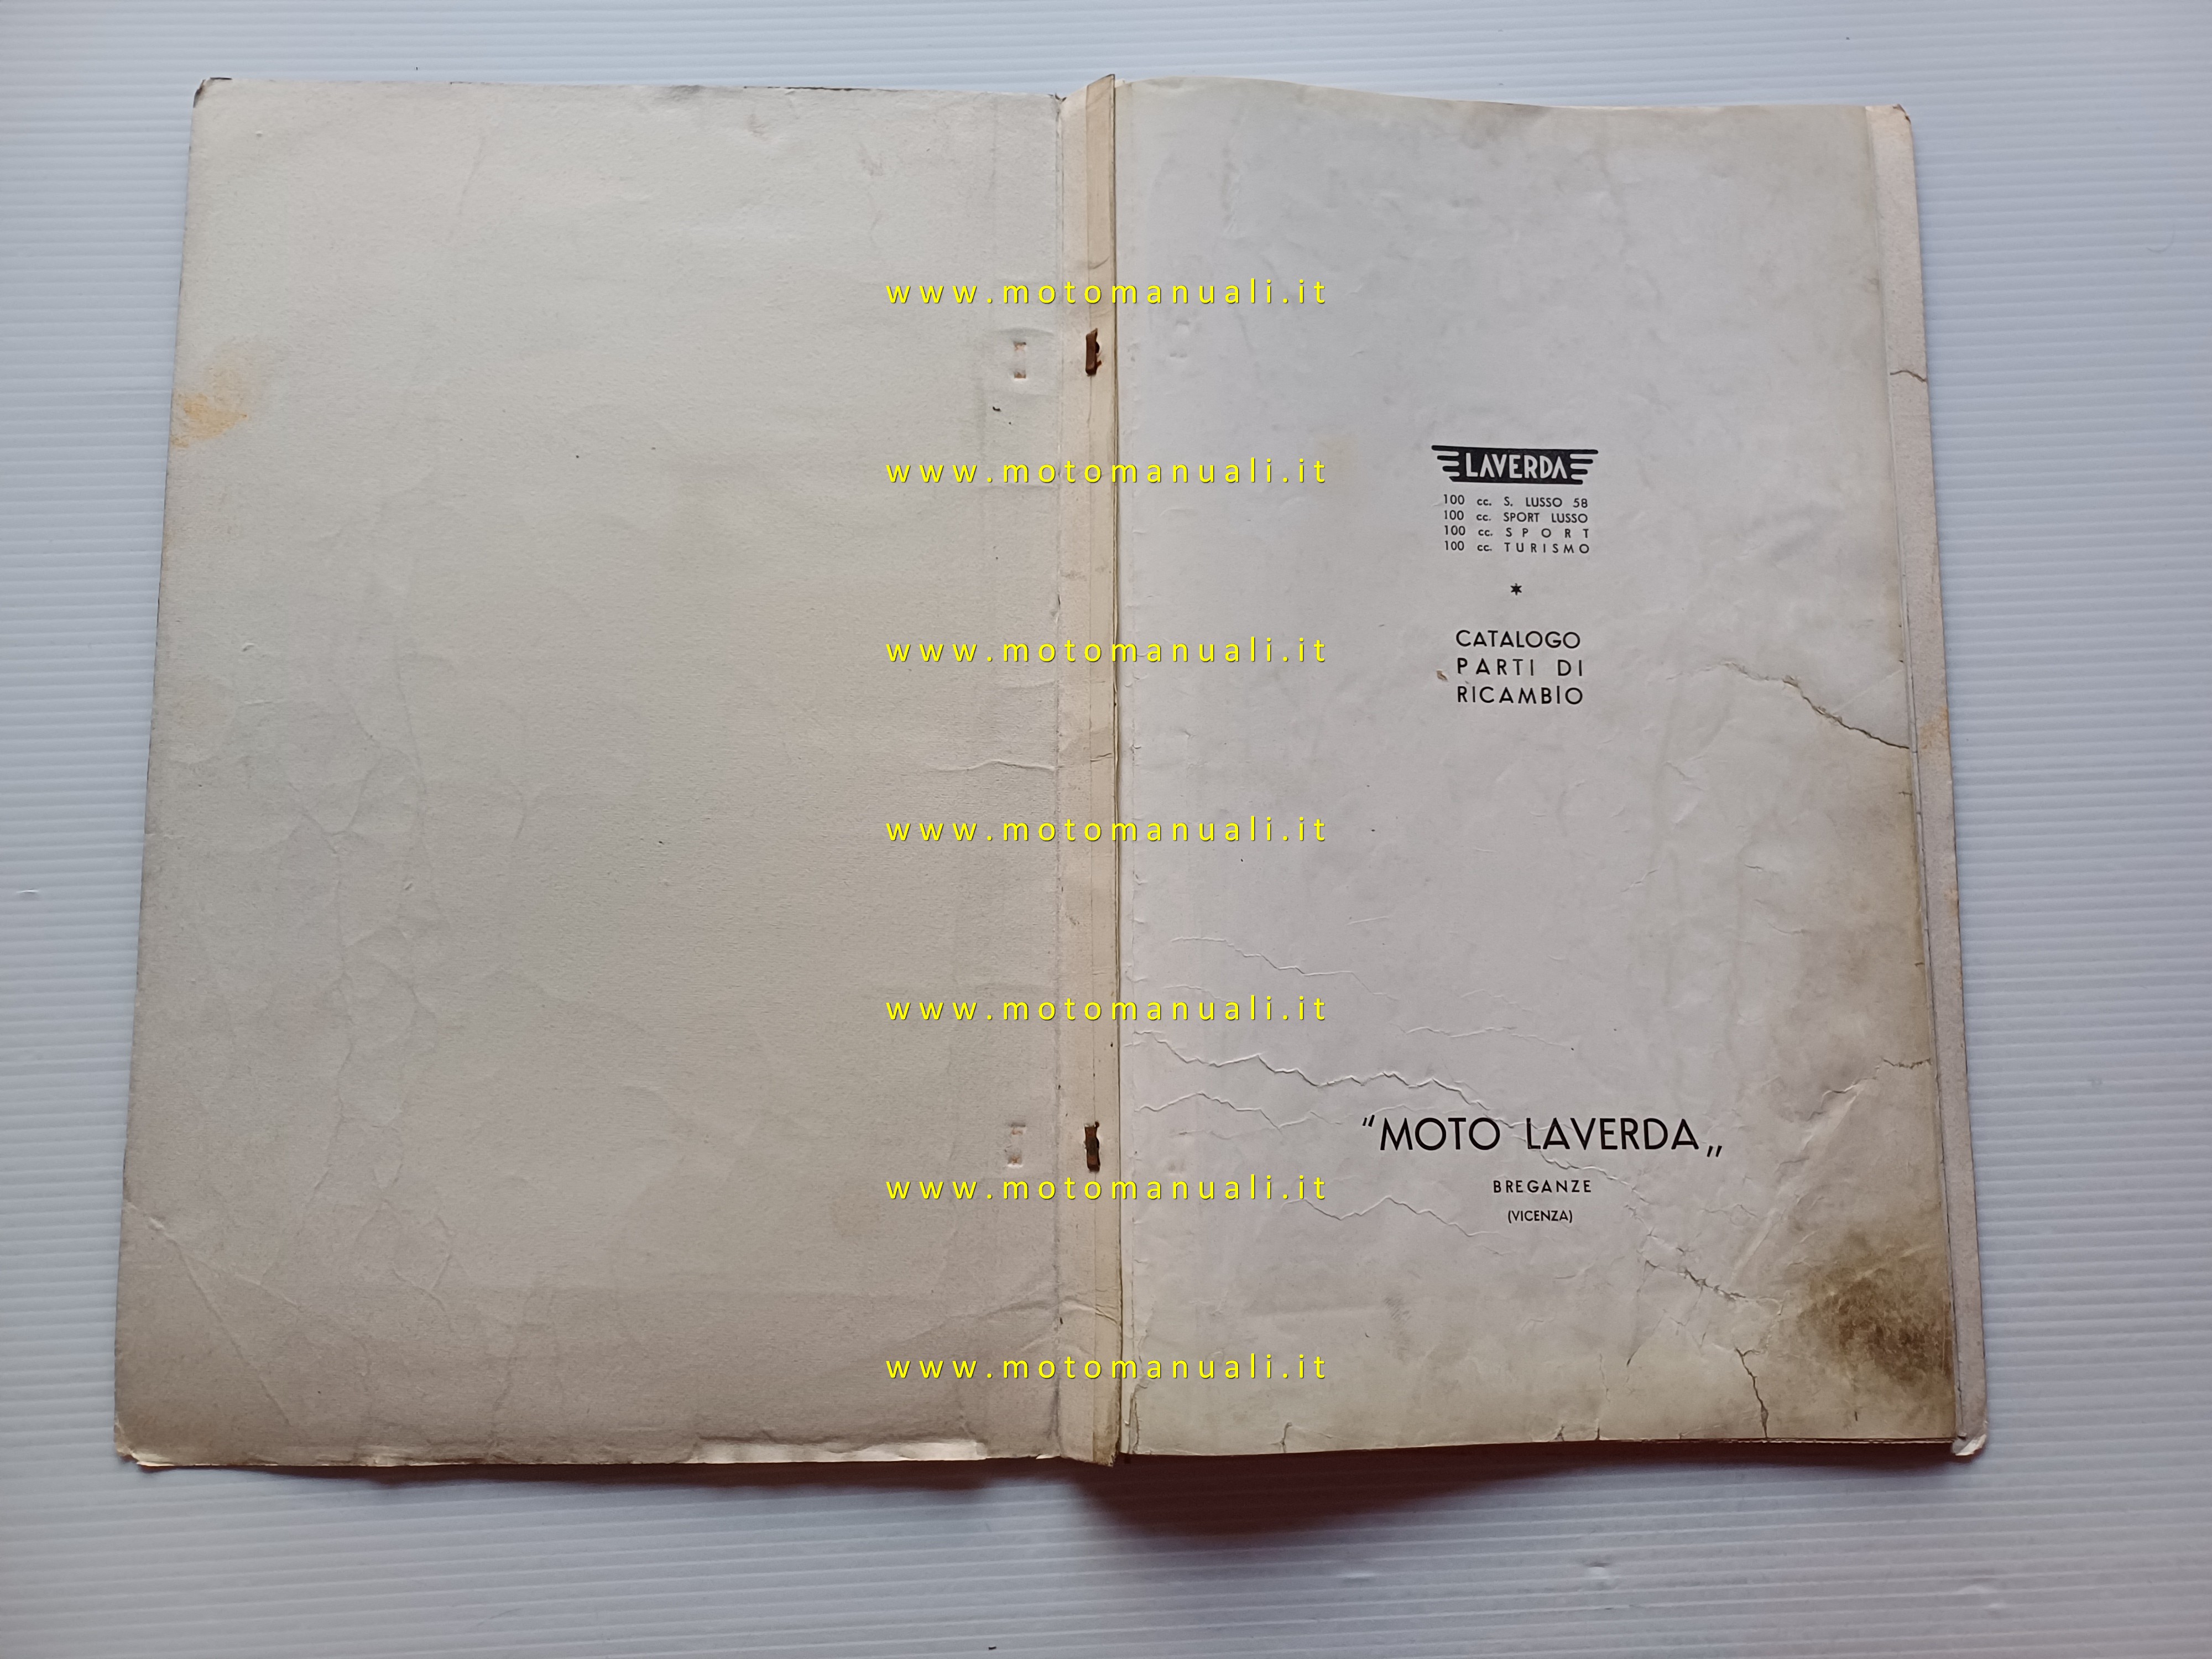 www.motomanuali.it
www.motomanuali.it
LAVERDA
100 cc. S. LUSSO 58
100 cc. SPORT LUSSO
100 cc. SPORT
100 cc. TURISMO
*
CATALOGO
PARTI DI
RICAMBIO
www.motomanuali.it
www.motomanuali.it
www.motomanuali.it
"MOTO LAVERDA„
BREGANZE
(VICENZA)
www.motomanuali.it
www.motomanuali.it